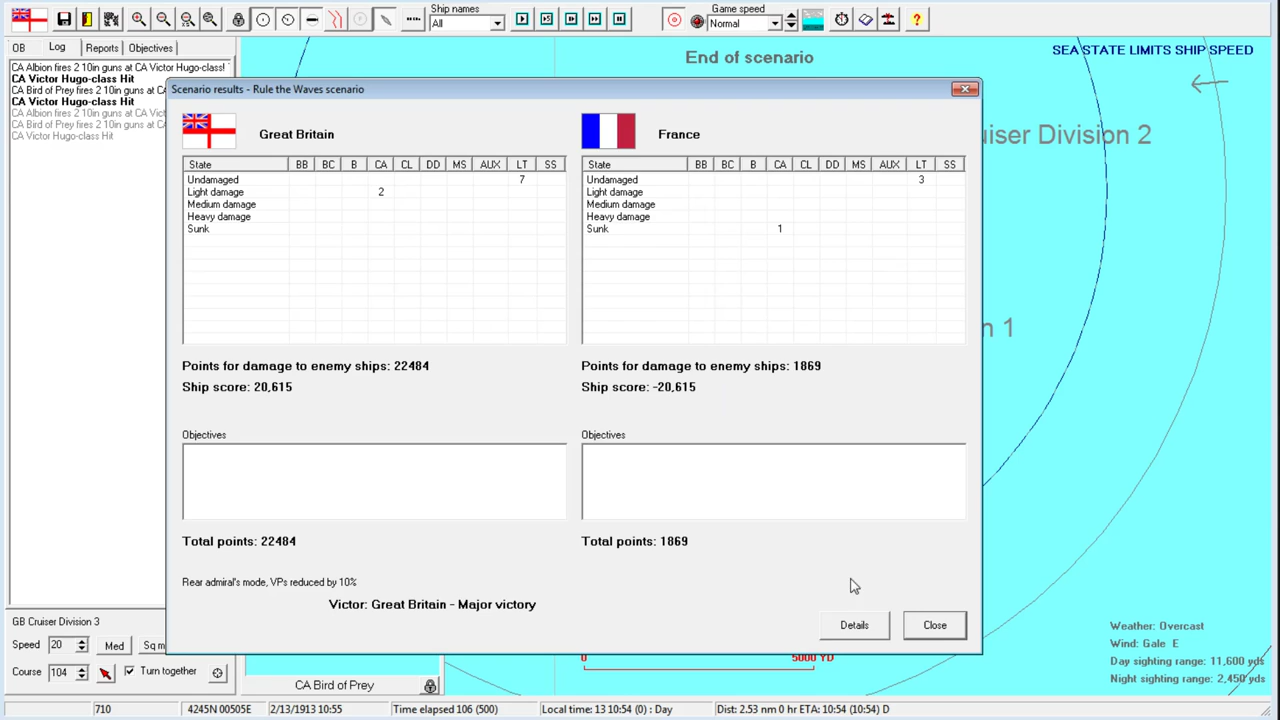 Ship names
All
Game speed
Normal
OB Log Reports Objectives
End of scenario
SEA STATE LIMITS SHIP SPEED
CA Albion fires 2 10in guns at CA Victor Hugo-class!
CA Victor Hugo-class Hit
CA Bird of Prey fires 2 10in guns at CA
CA Victor Hugo-class Hit
CA Albion fires 2 10in guns at CA Vict
CA Bird of Prey fires 2 10in guns at CA
CA Victor Hugo-class Hit
Scenario results - Rule the Waves scenario
Great Britain
State BB BC B CA CL DD MS AUX LT SS
Undamaged 7
Light damage 2
Medium damage
Heavy damage
Sunk
Points for damage to enemy ships: 22484
Ship score: 20,615
Objectives
Total points: 22484
France
State BB BC B CA CL DD MS AUX LT SS
Undamaged 3
Light damage
Medium damage
Heavy damage
Sunk 1
Points for damage to enemy ships: 1869
Ship score: -20,615
Objectives
Total points: 1869
Rear admiral's mode, VPs reduced by 10%
Victor: Great Britain - Major victory
Details Close
uiser Division 2
n 1
GB Cruiser Division 3
Speed 20 Med Sq m
Course 104 Turn together
CA Bird of Prey
0 5000 YD
Weather: Overcast
Wind: Gale E
Day sighting range: 11,600 yds
Night sighting range: 2,450 yds
710 4245N 00505E 2/13/1913 10:55 Time elapsed 106 (500) Local time: 13 10:54 (0) : Day Dist: 2.53 nm 0 hr ETA: 10:54 (10:54) D